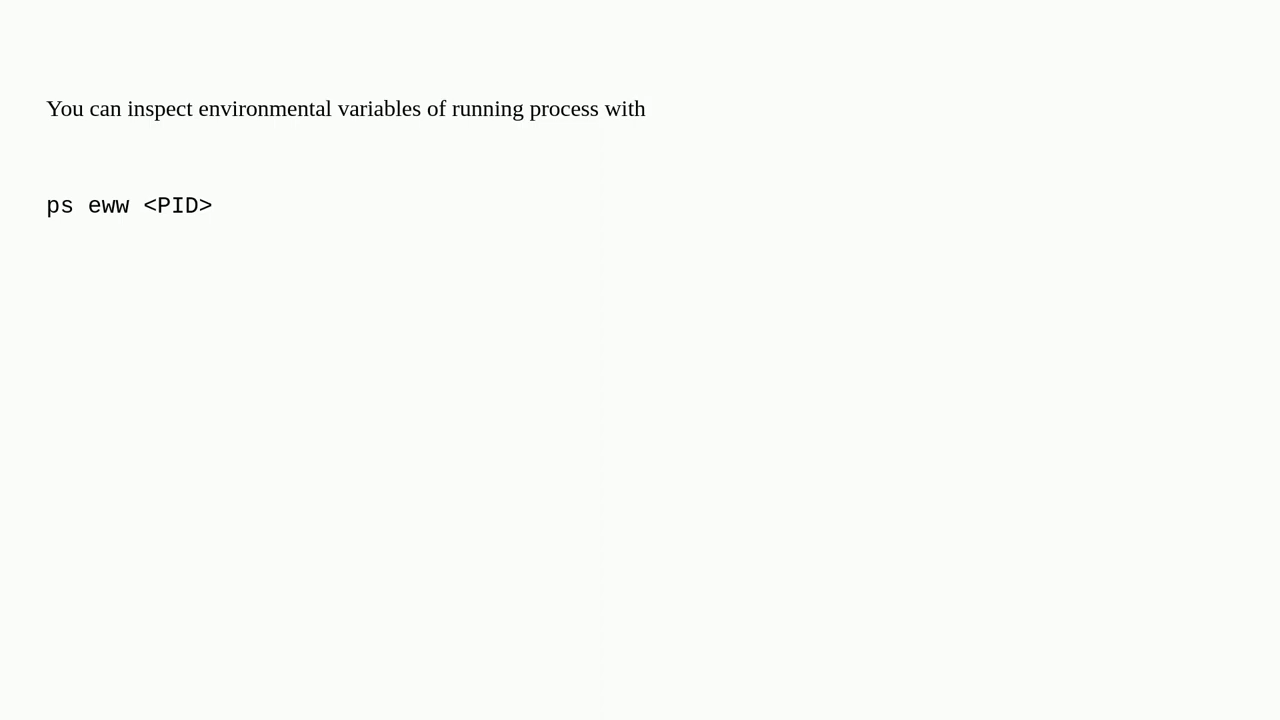 You can inspect environmental variables of running process with
ps eww <PID>